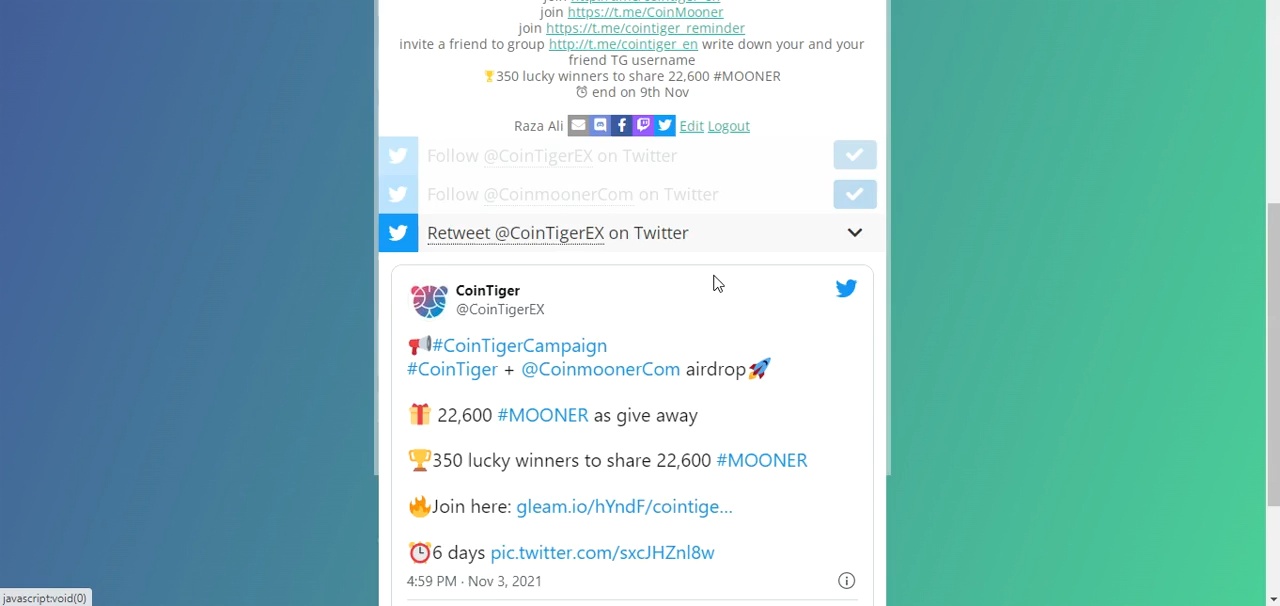 join https://t.me/CoinMooner
join https://t.me/cointiger_reminder
invite a friend to group http://t.me/cointiger_en write down your and your
friend TG username
🏆350 lucky winners to share 22,600 #MOONER
⏰ end on 9th Nov
Raza Ali Edit Logout
Follow @CoinTigerEX on Twitter
Follow @CoinmoonerCom on Twitter
Retweet @CoinTigerEX on Twitter
CoinTiger
@CoinTigerEX
📢#CoinTigerCampaign
#CoinTiger + @CoinmoonerCom airdrop🚀
🎁 22,600 #MOONER as give away
🏆350 lucky winners to share 22,600 #MOONER
🔥Join here: gleam.io/hYndF/cointige...
⏰6 days pic.twitter.com/sxcJHZnl8w
4:59 PM · Nov 3, 2021
javascript:void(0)